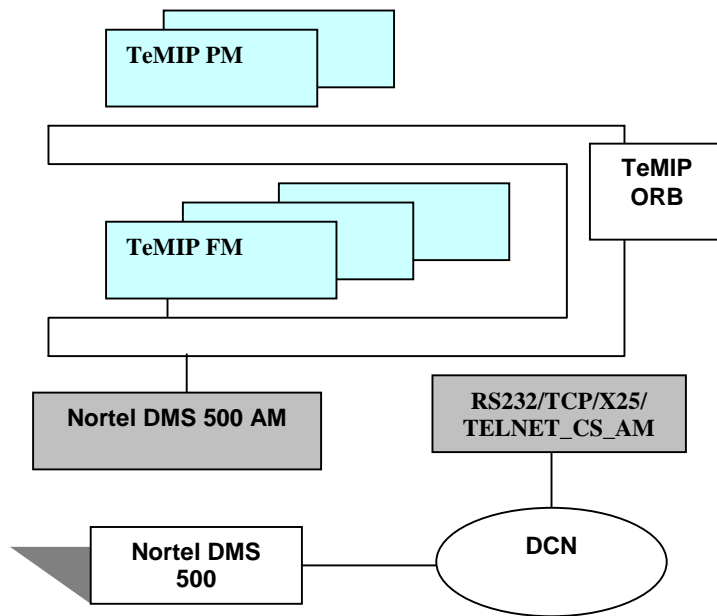 TeMIP PM
TeMIP
ORB
TeMIP FM
Nortel DMS 500 AM
RS232/TCP/X25/
TELNET_CS_AM
Nortel DMS
500
DCN